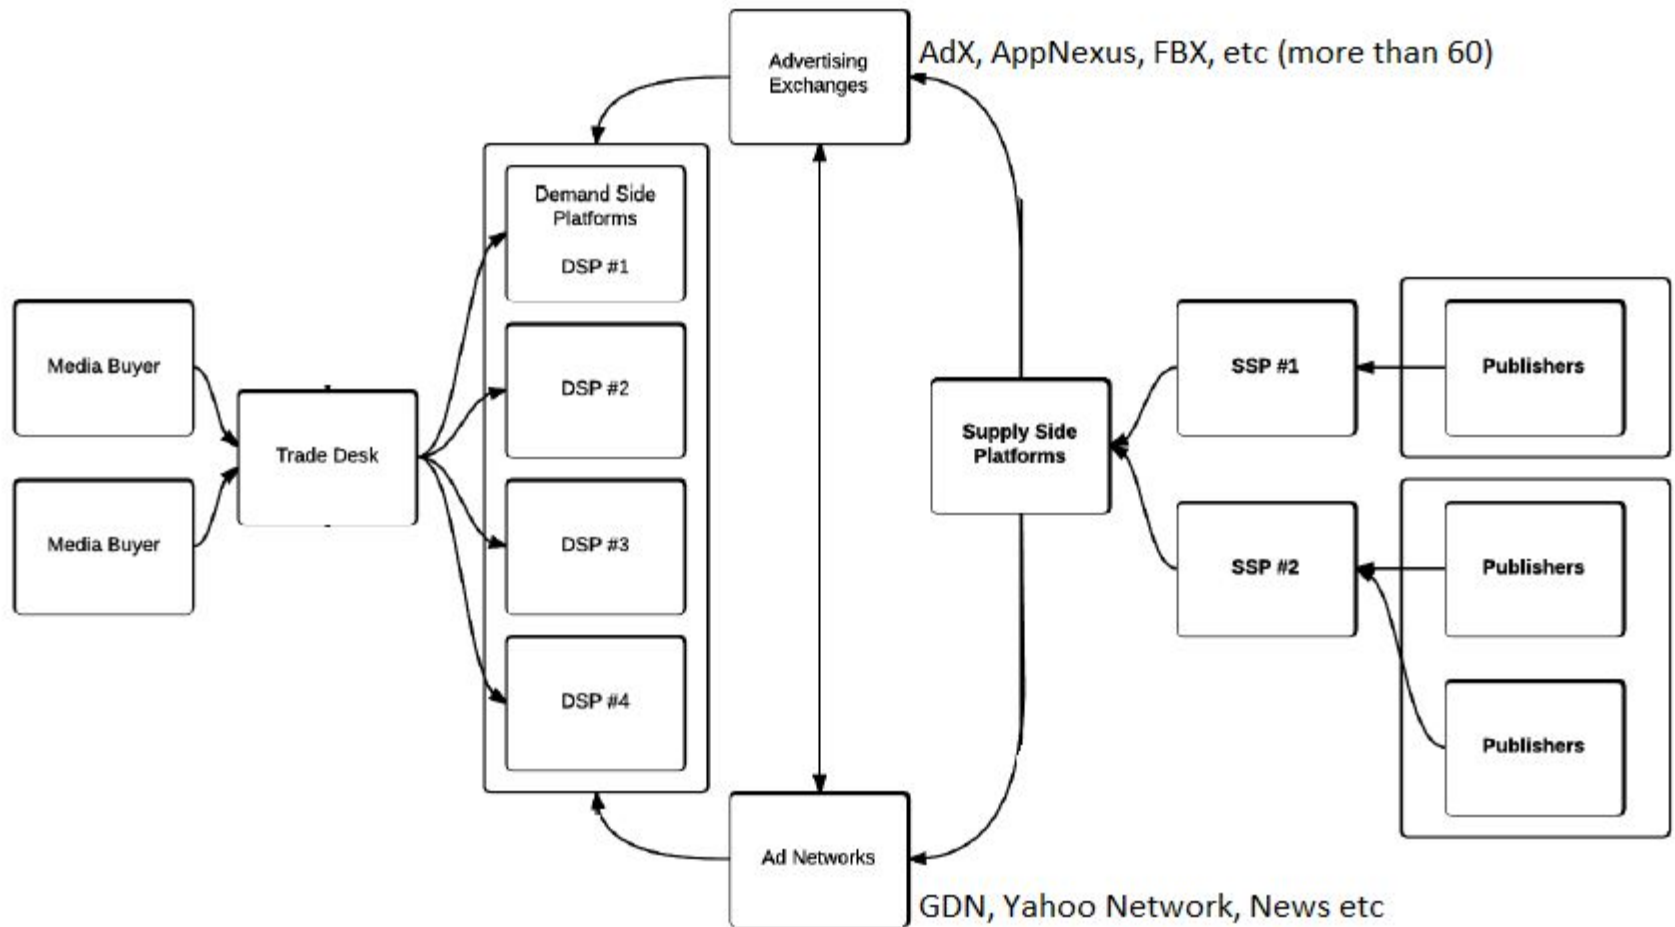 Advertising
Exchanges
AdX, AppNexus, FBX, etc (more than 60)
Demand Side
Platforms
DSP #1
Media Buyer
DSP #2
SSP #1
Publishers
Trade Desk
Supply Side
Platforms
Media Buyer
DSP #3
SSP #2
Publishers
DSP #4
Publishers
Ad Networks
GDN, Yahoo Network, News etc